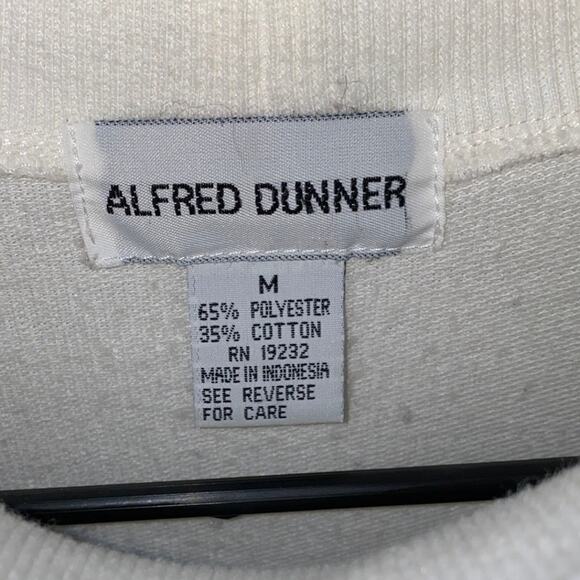 ALFRED DUNNER
M
65% POLYESTER
35% COTTON
RN 19232
MADE IN INDONESIA
SEE REVERSE
FOR CARE